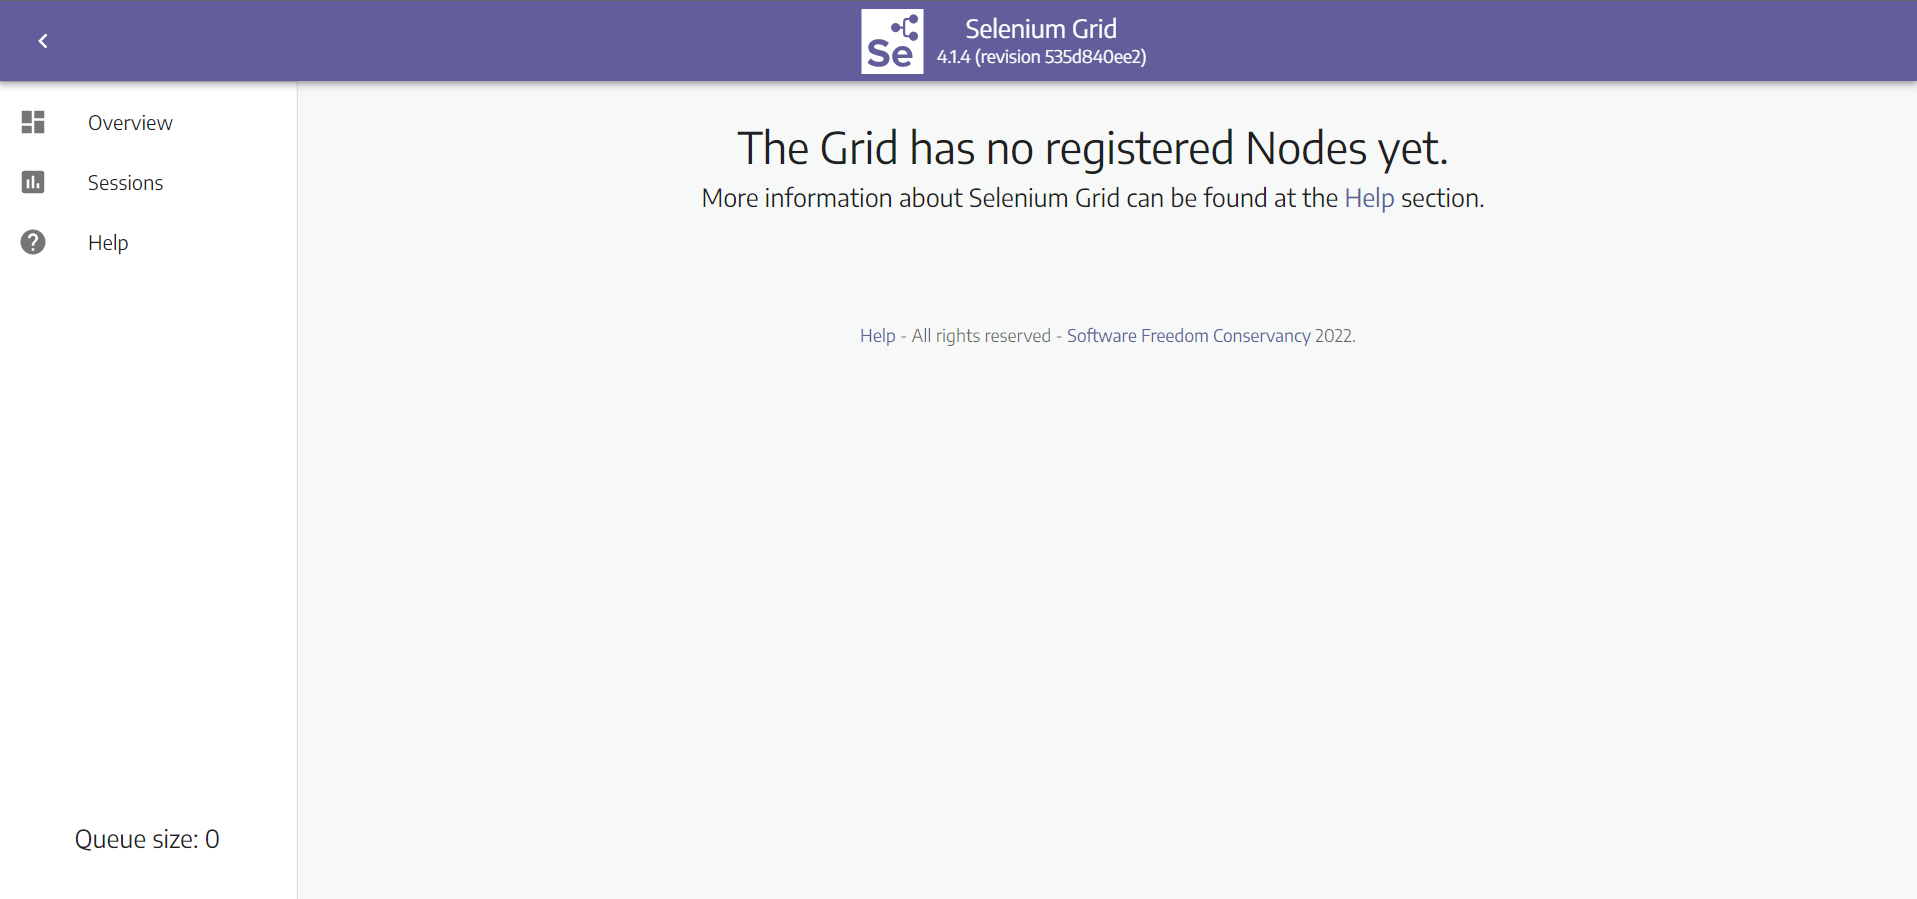 Se
Selenium Grid
4.1.4 (revision 535d840ee2)
Overview
Sessions
Help
Queue size: 0
The Grid has no registered Nodes yet.
More information about Selenium Grid can be found at the Help section.
Help - All rights reserved - Software Freedom Conservancy 2022.